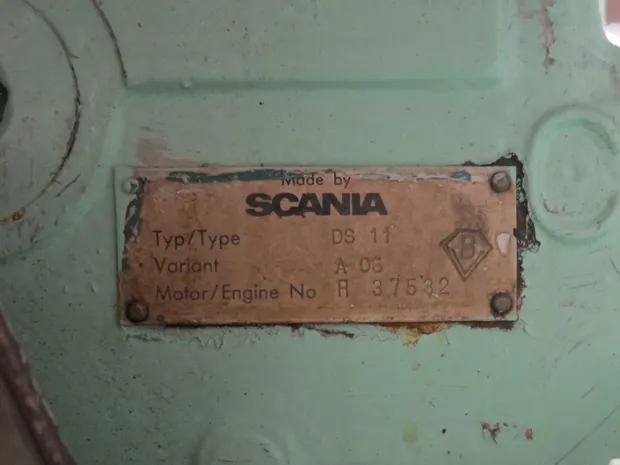 Made by
SCANIA
Typ/Type DS 11
Variant A 06
Motor/Engine No R 37532
B